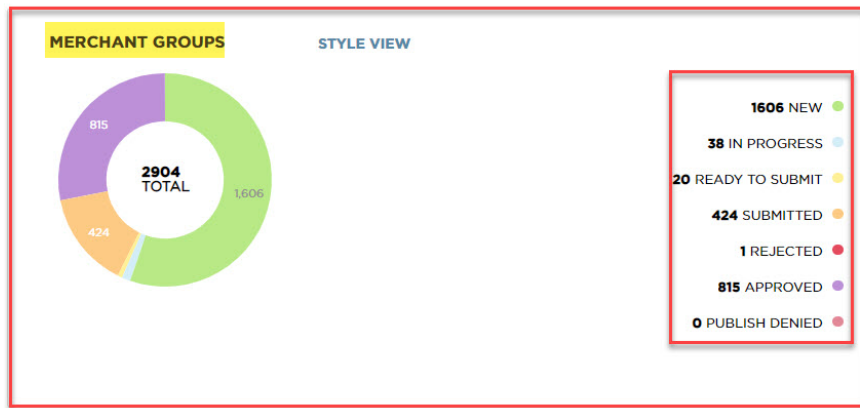 MERCHANT GROUPS
STYLE VIEW
815
2904
TOTAL
1,606
424
1606 NEW
38 IN PROGRESS
20 READY TO SUBMIT
424 SUBMITTED
1 REJECTED
815 APPROVED
0 PUBLISH DENIED